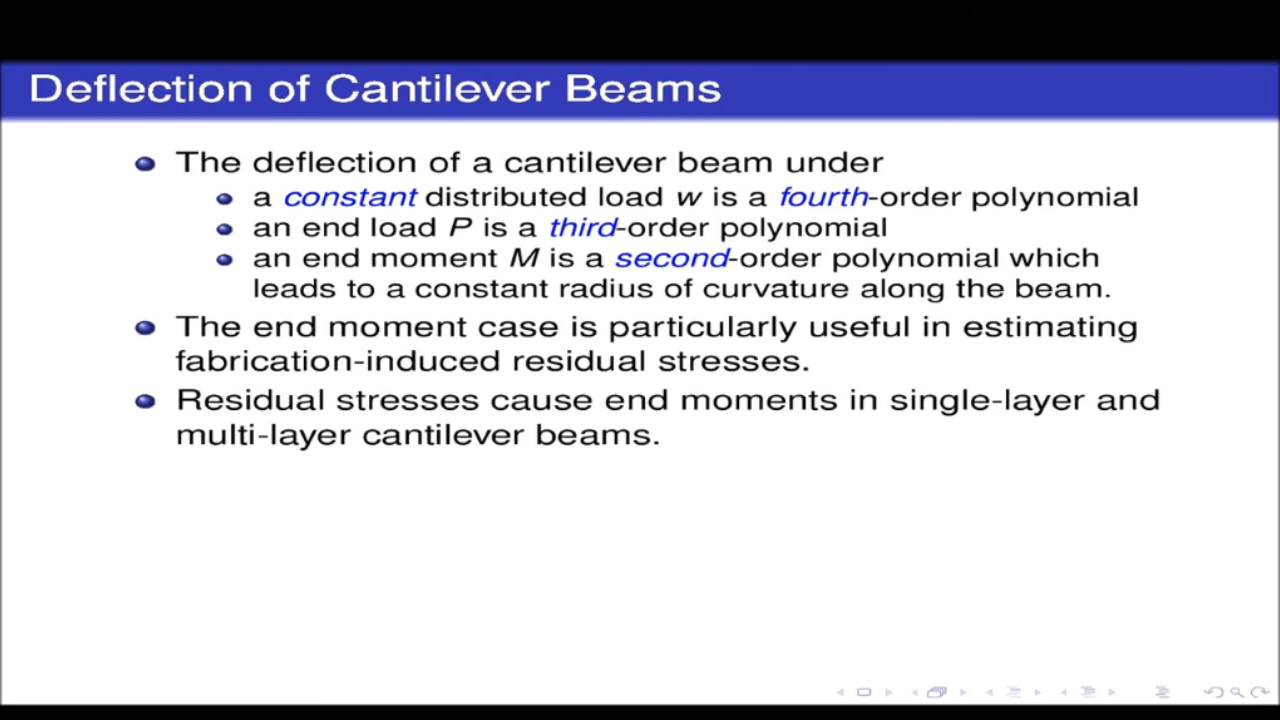 Deflection of Cantilever Beams
The deflection of a cantilever beam under
a constant distributed load w is a fourth-order polynomial
an end load P is a third-order polynomial
an end moment M is a second-order polynomial which
leads to a constant radius of curvature along the beam.
The end moment case is particularly useful in estimating
fabrication-induced residual stresses.
Residual stresses cause end moments in single-layer and
multi-layer cantilever beams.